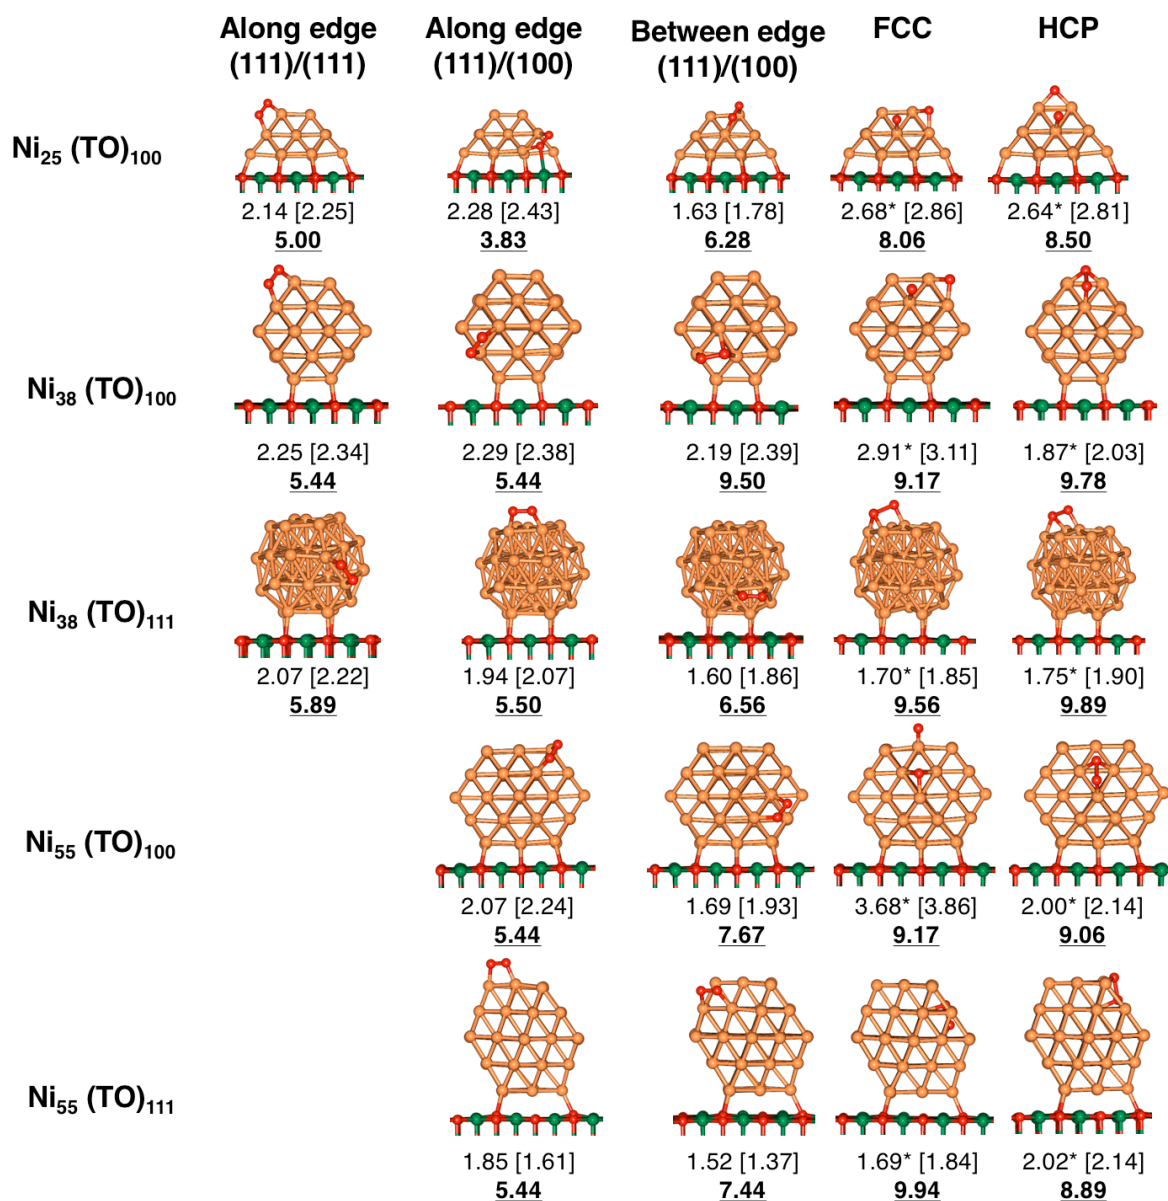 Along edge (111)/(111)
Along edge (111)/(100)
Between edge (111)/(100)
FCC
HCP
Ni25 (TO)100
2.14 [2.25] 2.28 [2.43] 1.63 [1.78] 2.68* [2.86] 2.64* [2.81]
5.00 3.83 6.28 8.06 8.50
Ni38 (TO)100
2.25 [2.34] 2.29 [2.38] 2.19 [2.39] 2.91* [3.11] 1.87* [2.03]
5.44 5.44 9.50 9.17 9.78
Ni38 (TO)111
2.07 [2.22] 1.94 [2.07] 1.60 [1.86] 1.70* [1.85] 1.75* [1.90]
5.89 5.50 6.56 9.56 9.89
Ni55 (TO)100
2.07 [2.24] 1.69 [1.93] 3.68* [3.86] 2.00* [2.14]
5.44 7.67 9.17 9.06
Ni55 (TO)111
1.85 [1.61] 1.52 [1.37] 1.69* [1.84] 2.02* [2.14]
5.44 7.44 9.94 8.89